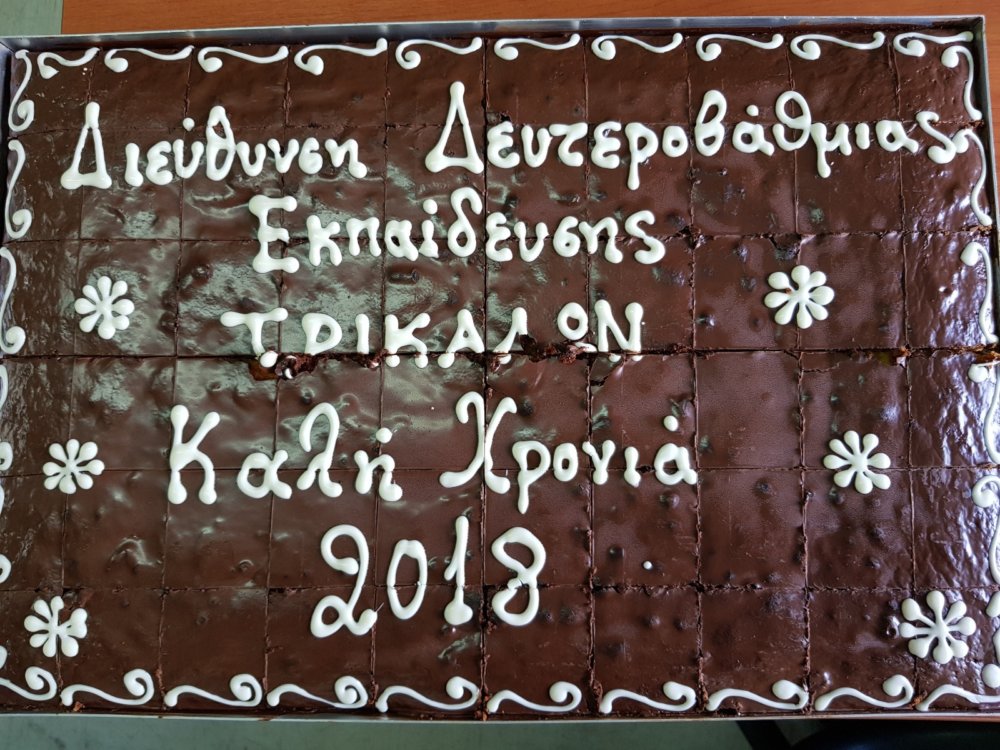 Διεύθυνση Δευτεροβάθμιας
Εκπαίδευσης
ΤΡΙΚΑΛΩΝ
Καλή Χρονιά
2018